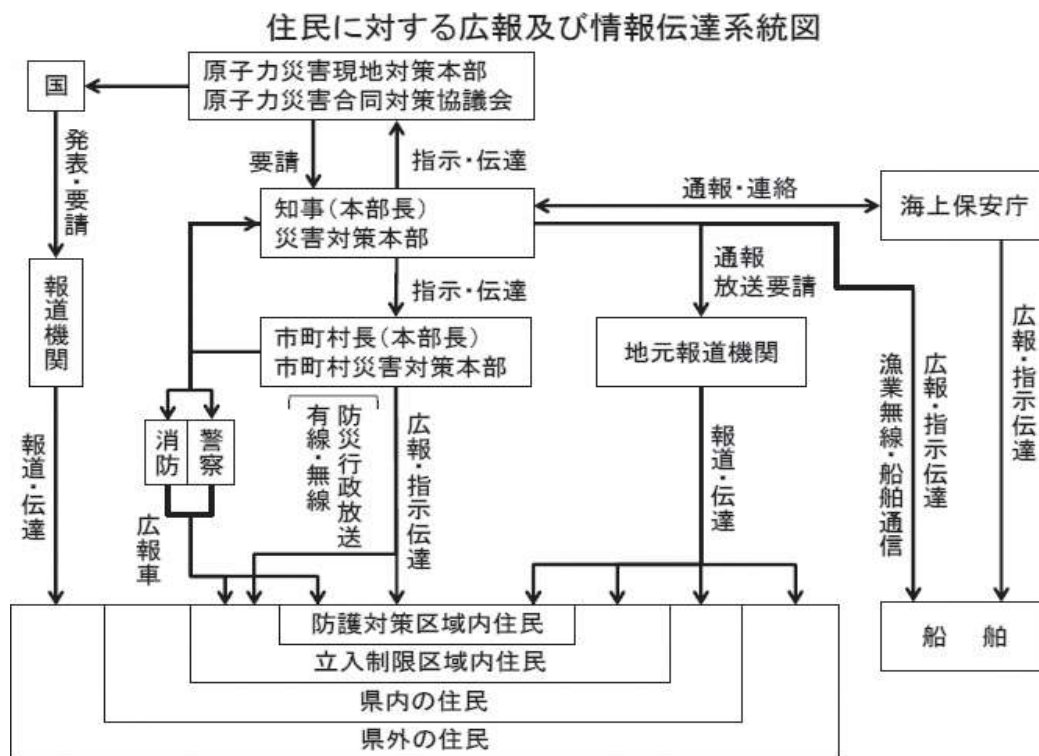 住民に対する広報及び情報伝達系統図
国
原子力災害現地対策本部
原子力災害合同対策協議会
発表・要請
要請
指示・伝達
知事(本部長)
災害対策本部
通報・連絡
海上保安庁
報道機関
指示・伝達
通報
放送要請
市町村長(本部長)
市町村災害対策本部
地元報道機関
広報・指示伝達
消防
警察
防災行政放送
有線・無線
広報・指示伝達
報道・伝達
広報・指示伝達
漁業無線・船舶通信
報道・伝達
広報車
防護対策区域内住民
立入制限区域内住民
県内の住民
県外の住民
船 舶